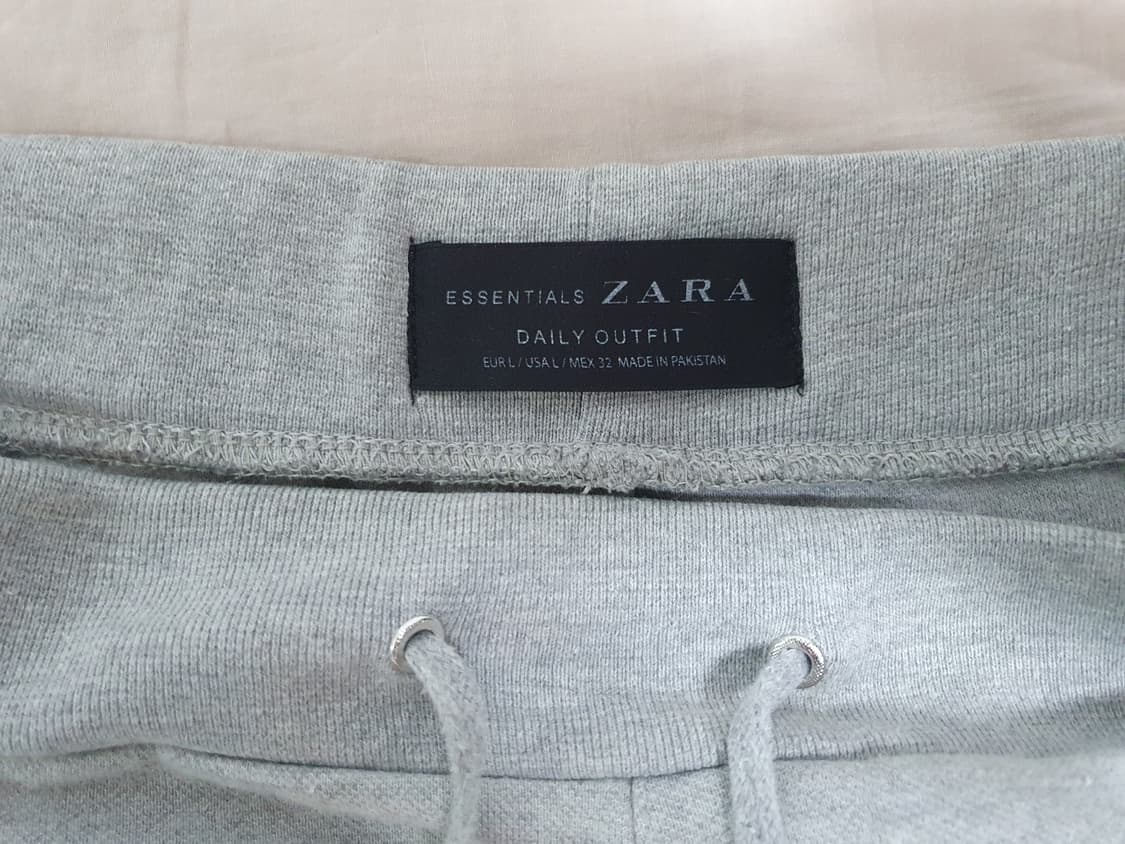 ESSENTIALS ZARA
DAILY OUTFIT
EUR L / USA L / MEX 32 MADE IN PAKISTAN